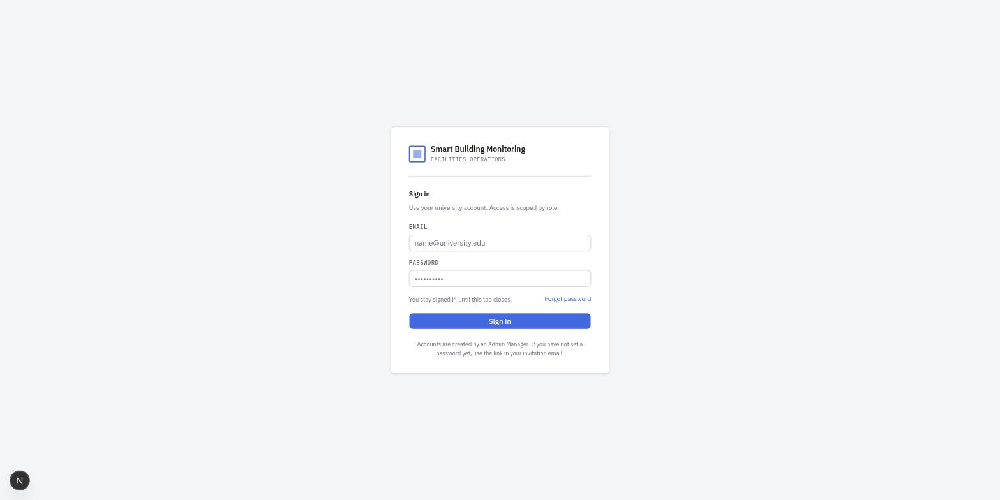 Smart Building Monitoring
FACILITIES OPERATIONS
Sign in
Use your university account. Access is scoped by role.
EMAIL
name@university.edu
PASSWORD
••••••••••
You stay signed in until this tab closes.
Forgot password
Sign in
Accounts are created by an Admin Manager. If you have not set a
password yet, use the link in your invitation email.
N